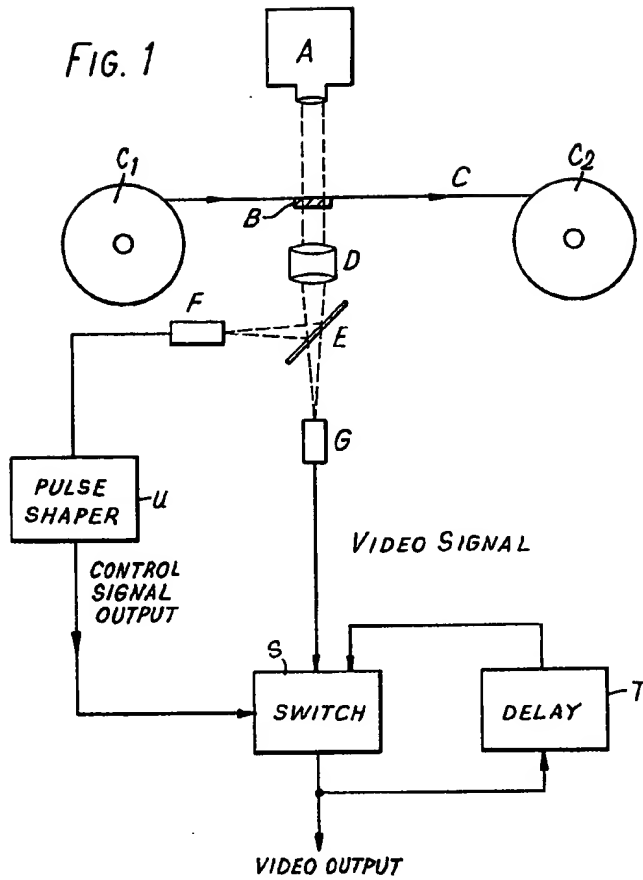 FIG. 1
A
C1
C
C2
B
D
F
E
G
PULSE
SHAPER
U
VIDEO SIGNAL
CONTROL
SIGNAL
OUTPUT
S
SWITCH
DELAY
T
VIDEO OUTPUT